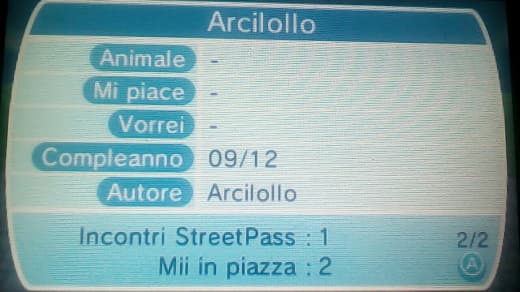 Arcilollo
Animale -
Mi piace -
Vorrei -
Compleanno 09/12
Autore Arcilollo
Incontri StreetPass : 1
2/2
Mii in piazza : 2
A